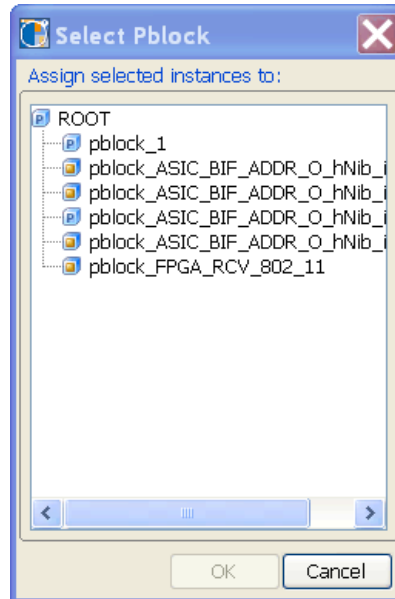 Select Pblock
Assign selected instances to:
ROOT
pblock_1
pblock_ASIC_BIF_ADDR_O_hNib_i
pblock_ASIC_BIF_ADDR_O_hNib_i
pblock_ASIC_BIF_ADDR_O_hNib_i
pblock_ASIC_BIF_ADDR_O_hNib_i
pblock_FPGA_RCV_802_11
OK Cancel